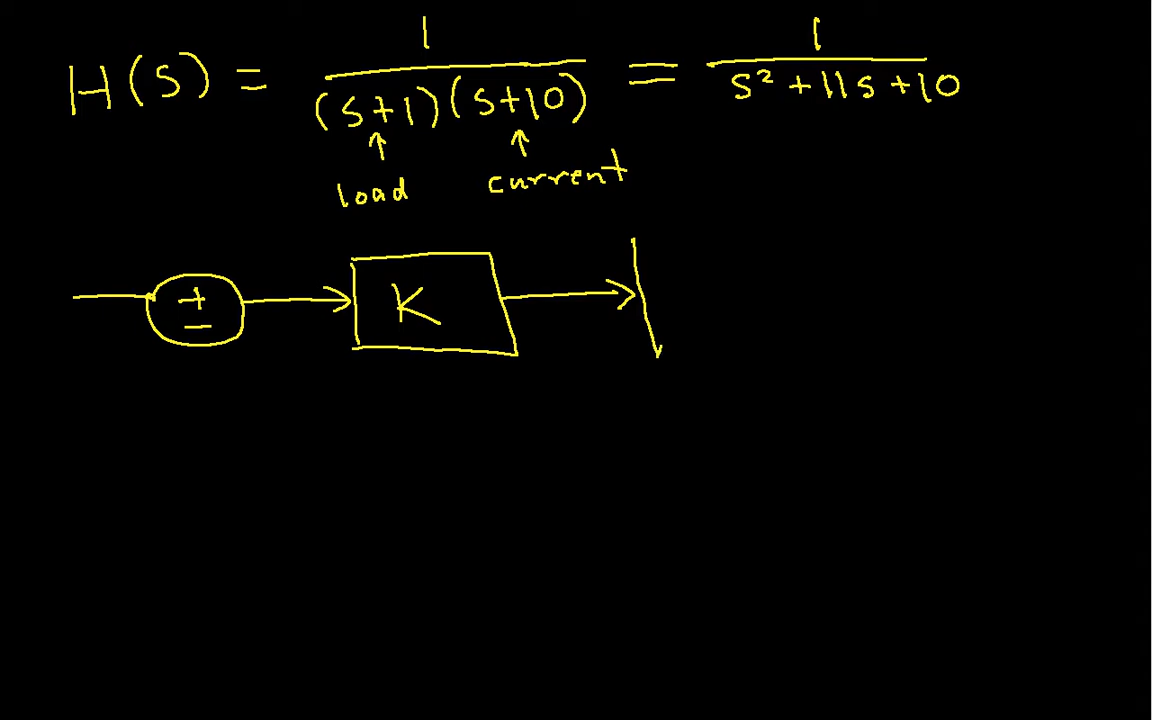 H(s) = 1/((s+1)(s+10)) = 1/(s²+11s+10)
load current
+ − K